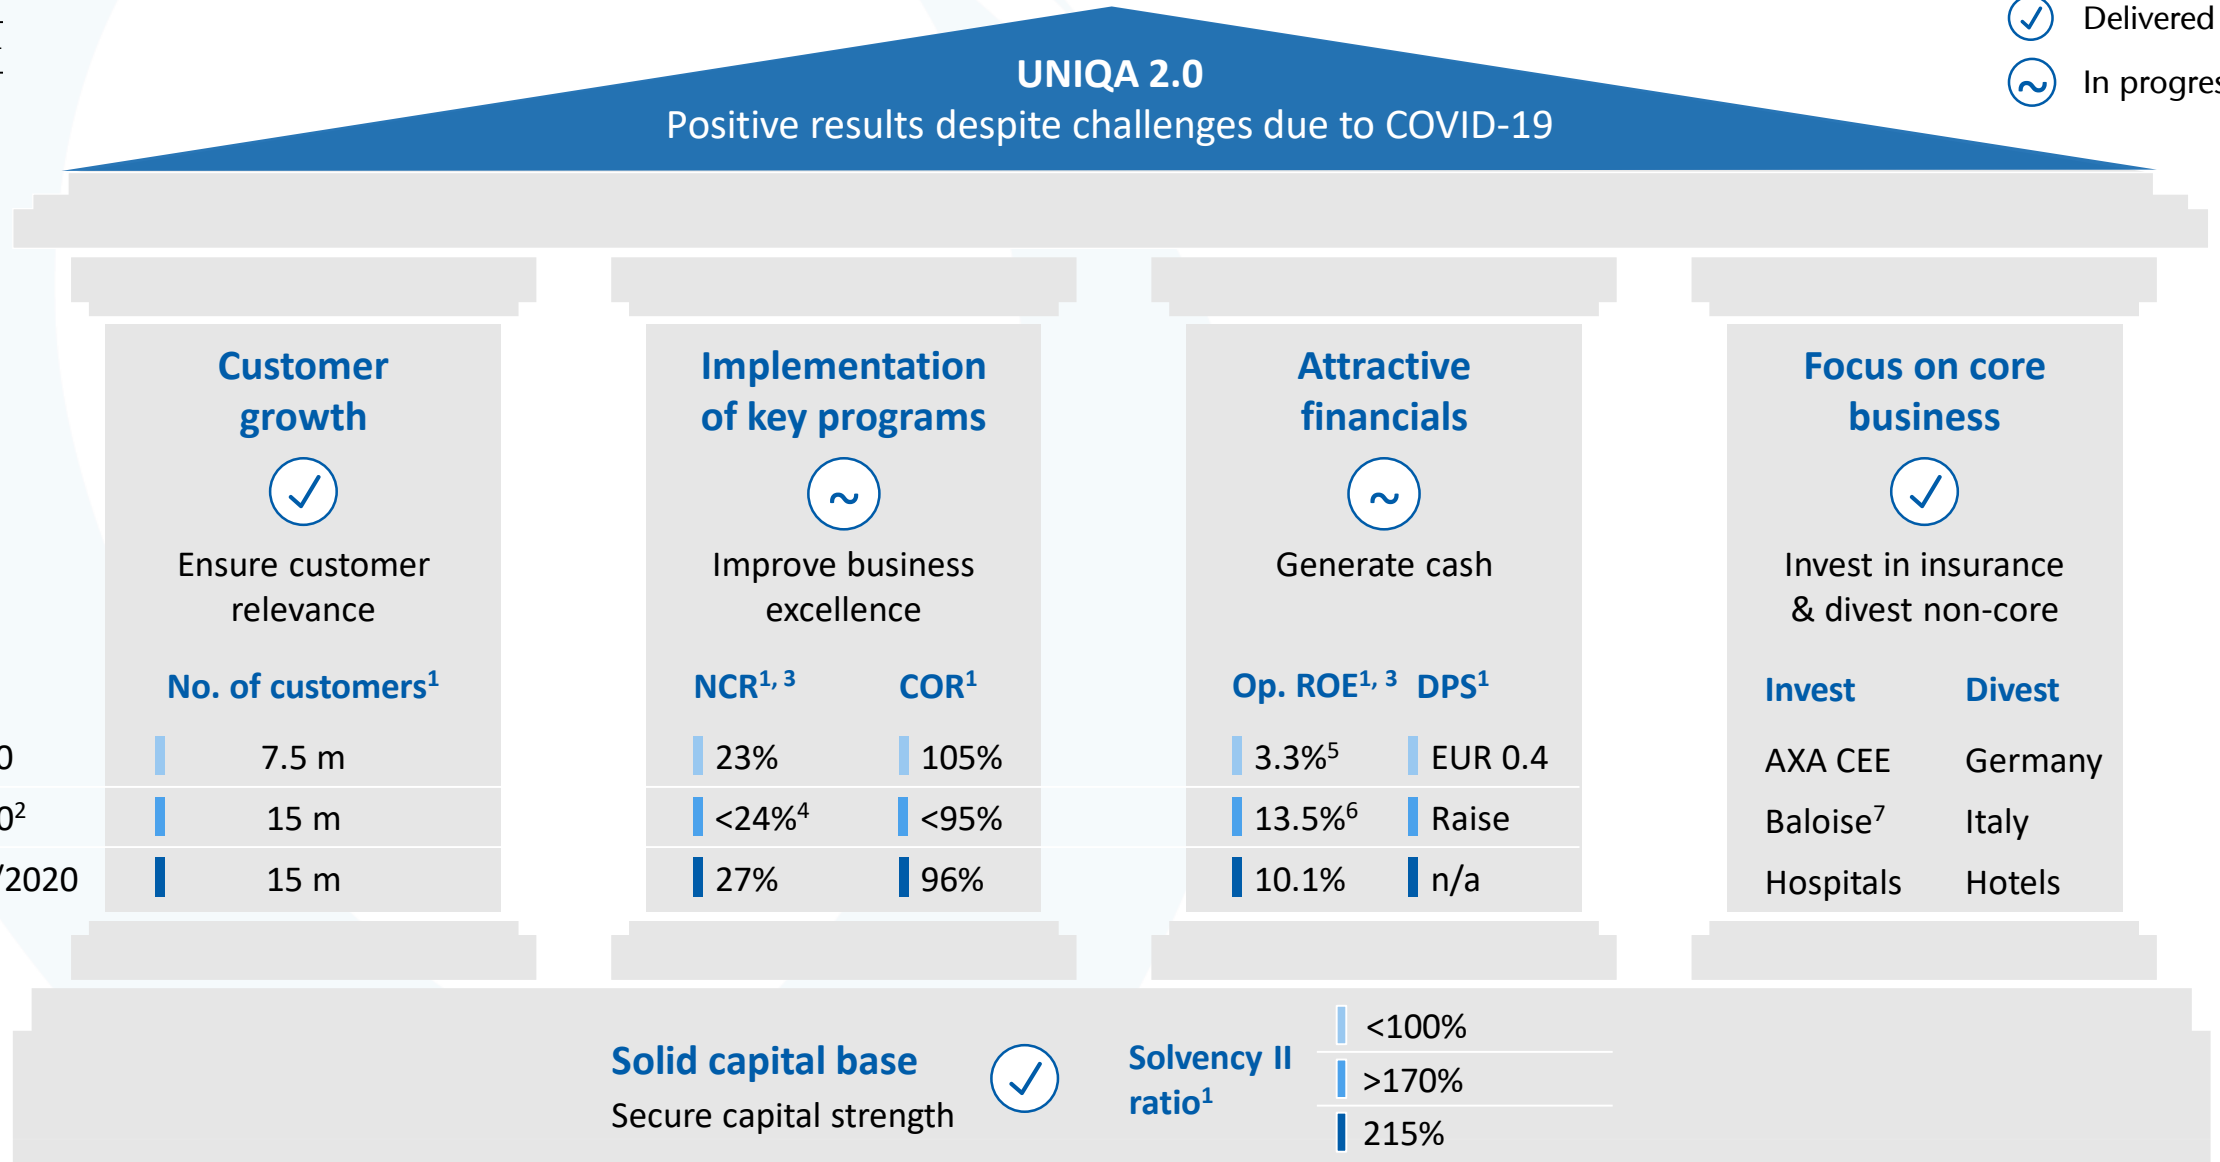 Delivered
UNIQA 2.0
In progres
Positive results despite challenges due to COVID-19
Customer
growth
Ensure customer
relevance
No. of customers¹
Implementation
of key programs
~
Improve business
excellence
NCR¹, ³ COR¹
Attractive
financials
~
Generate cash
Op. ROE¹, ³ DPS¹
Focus on core
business
Invest in insurance
& divest non-core
Invest Divest
0 7.5 m 23% 105% 3.3%⁵ EUR 0.4 AXA CEE Germany
0² 15 m <24%⁴ <95% 13.5%⁶ Raise Baloise⁷ Italy
/2020 15 m 27% 96% 10.1% n/a Hospitals Hotels
Solid capital base
Secure capital strength
Solvency II
ratio¹
<100%
>170%
215%